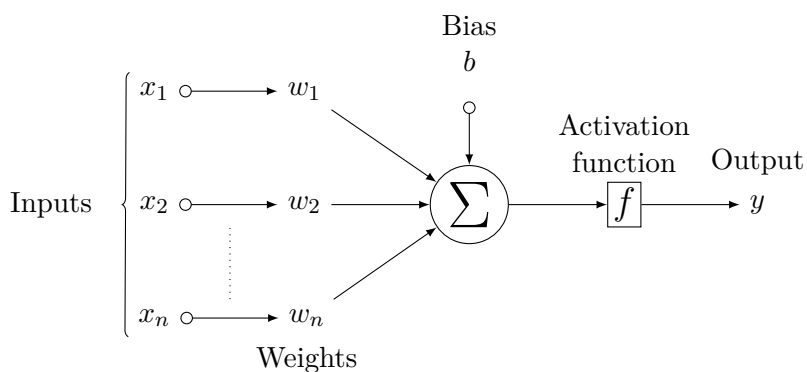 Bias
b
x₁ w₁
Activation
function
Output
Inputs x₂ w₂ Σ f y
xₙ wₙ
Weights